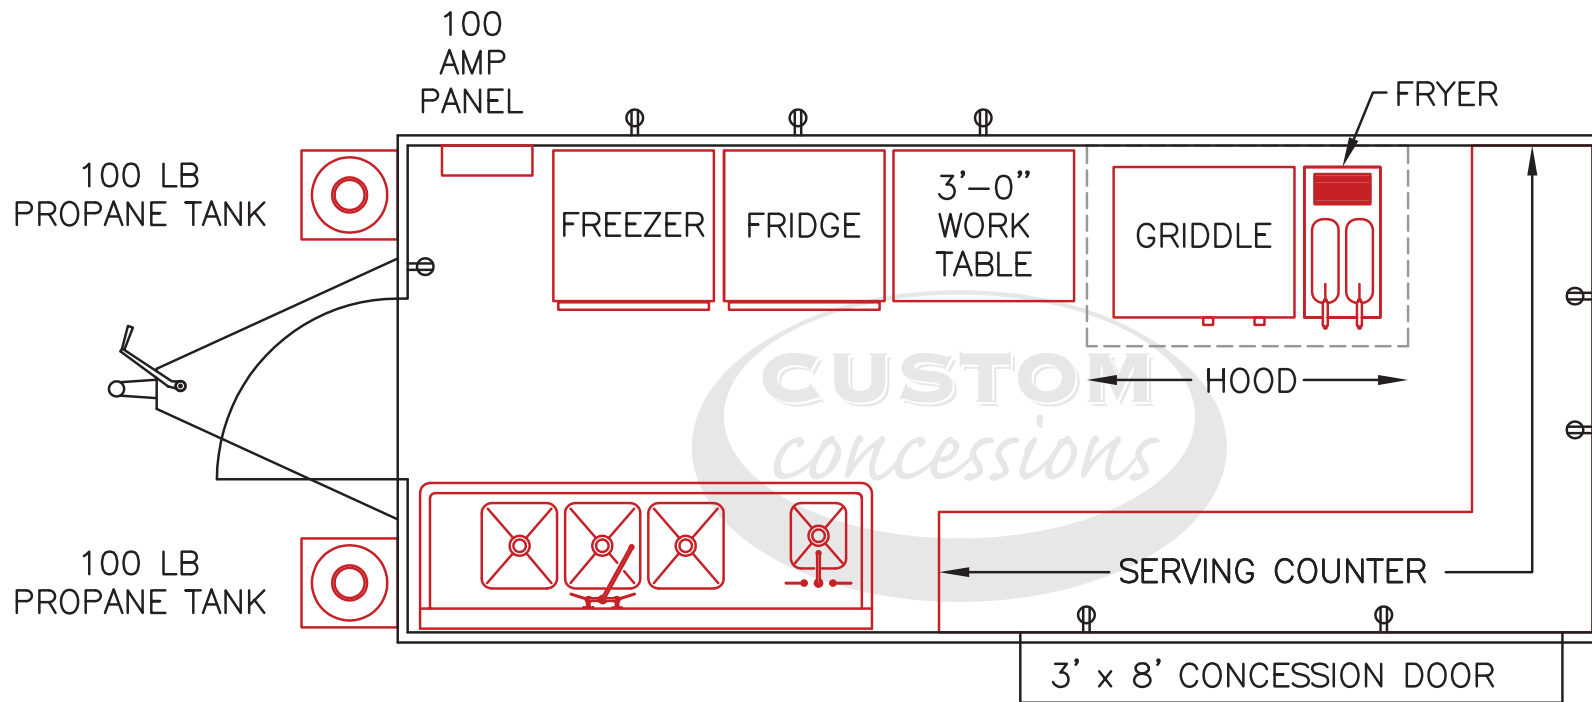 100
AMP
PANEL
FRYER
100 LB
PROPANE TANK
FREEZER
FRIDGE
3'-0"
WORK
TABLE
GRIDDLE
HOOD
CUSTOM
concessions
100 LB
PROPANE TANK
SERVING COUNTER
3' x 8' CONCESSION DOOR